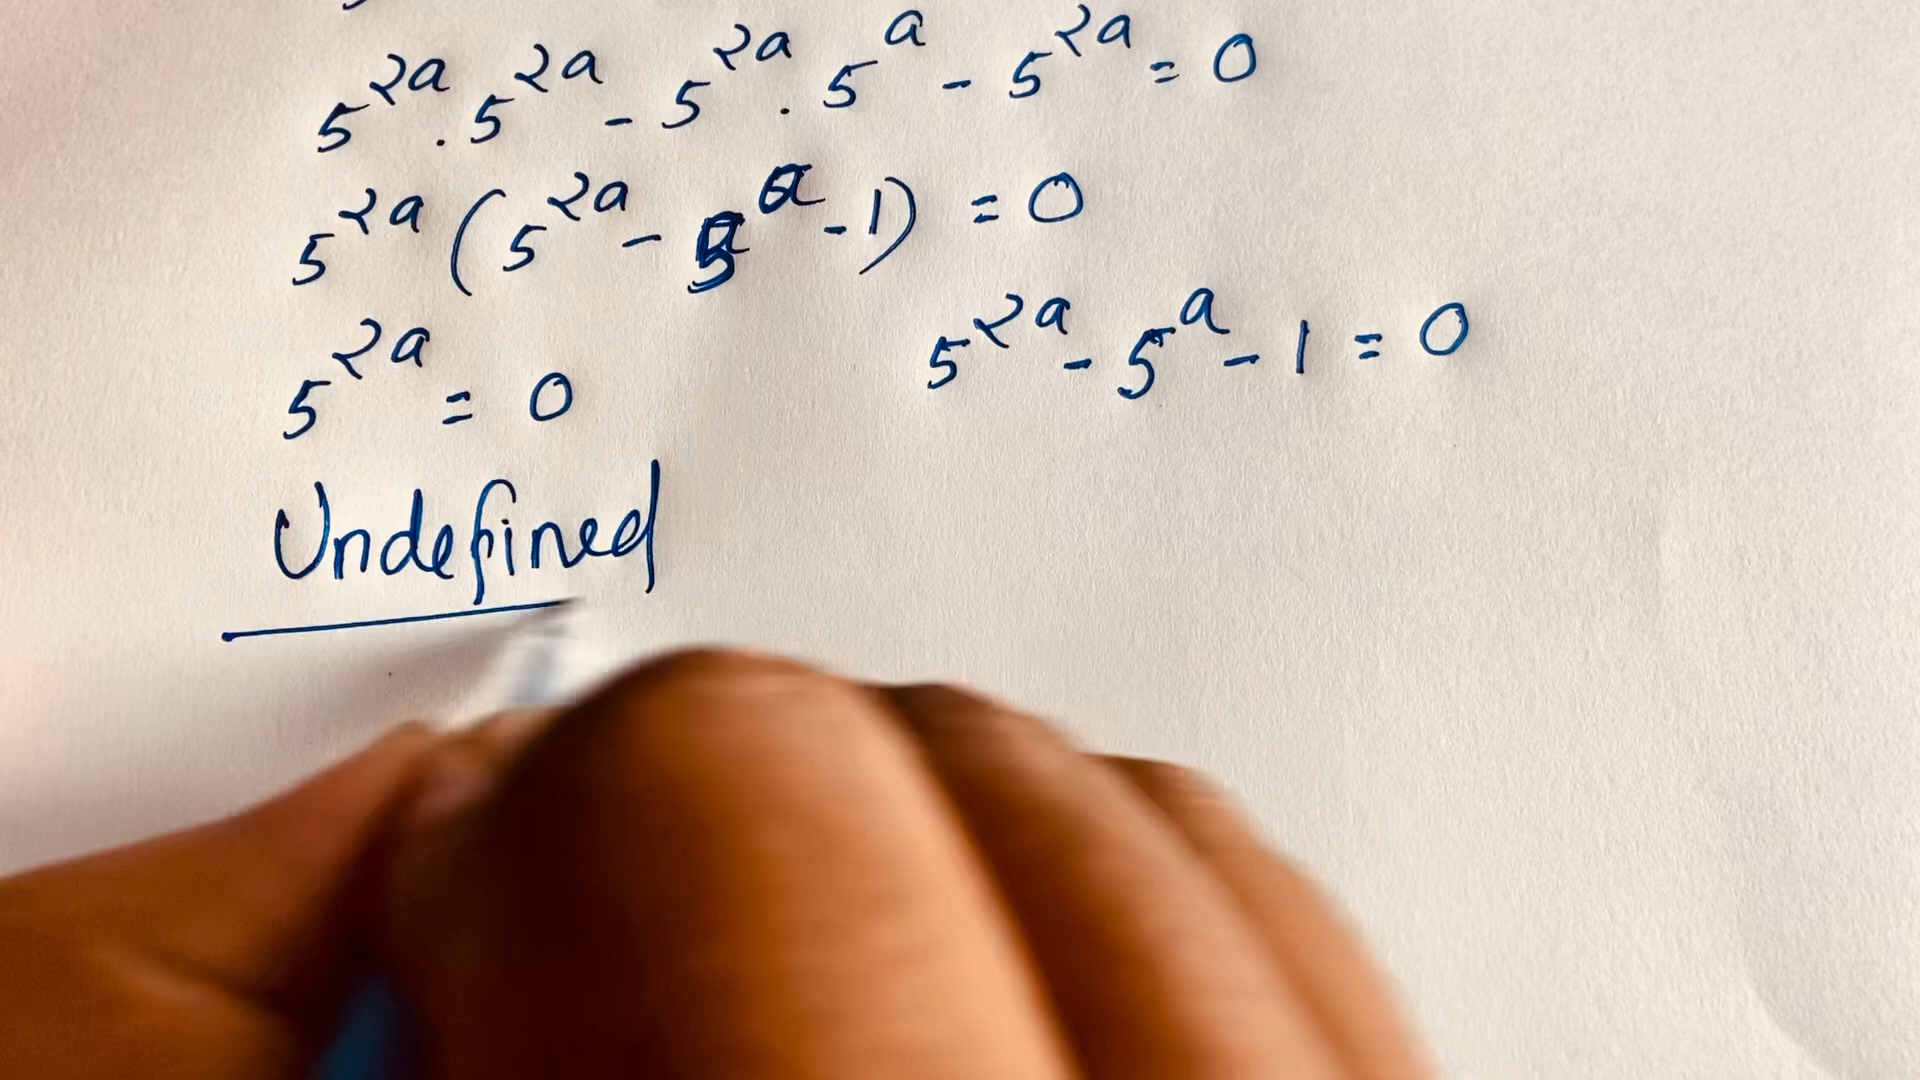 5^{2a} . 5^{2a} - 5^{2a} . 5^{a} - 5^{2a} = 0
5^{2a} (5^{2a} - 5^{a} - 1) = 0
5^{2a} = 0 5^{2a} - 5^{a} - 1 = 0
Undefined